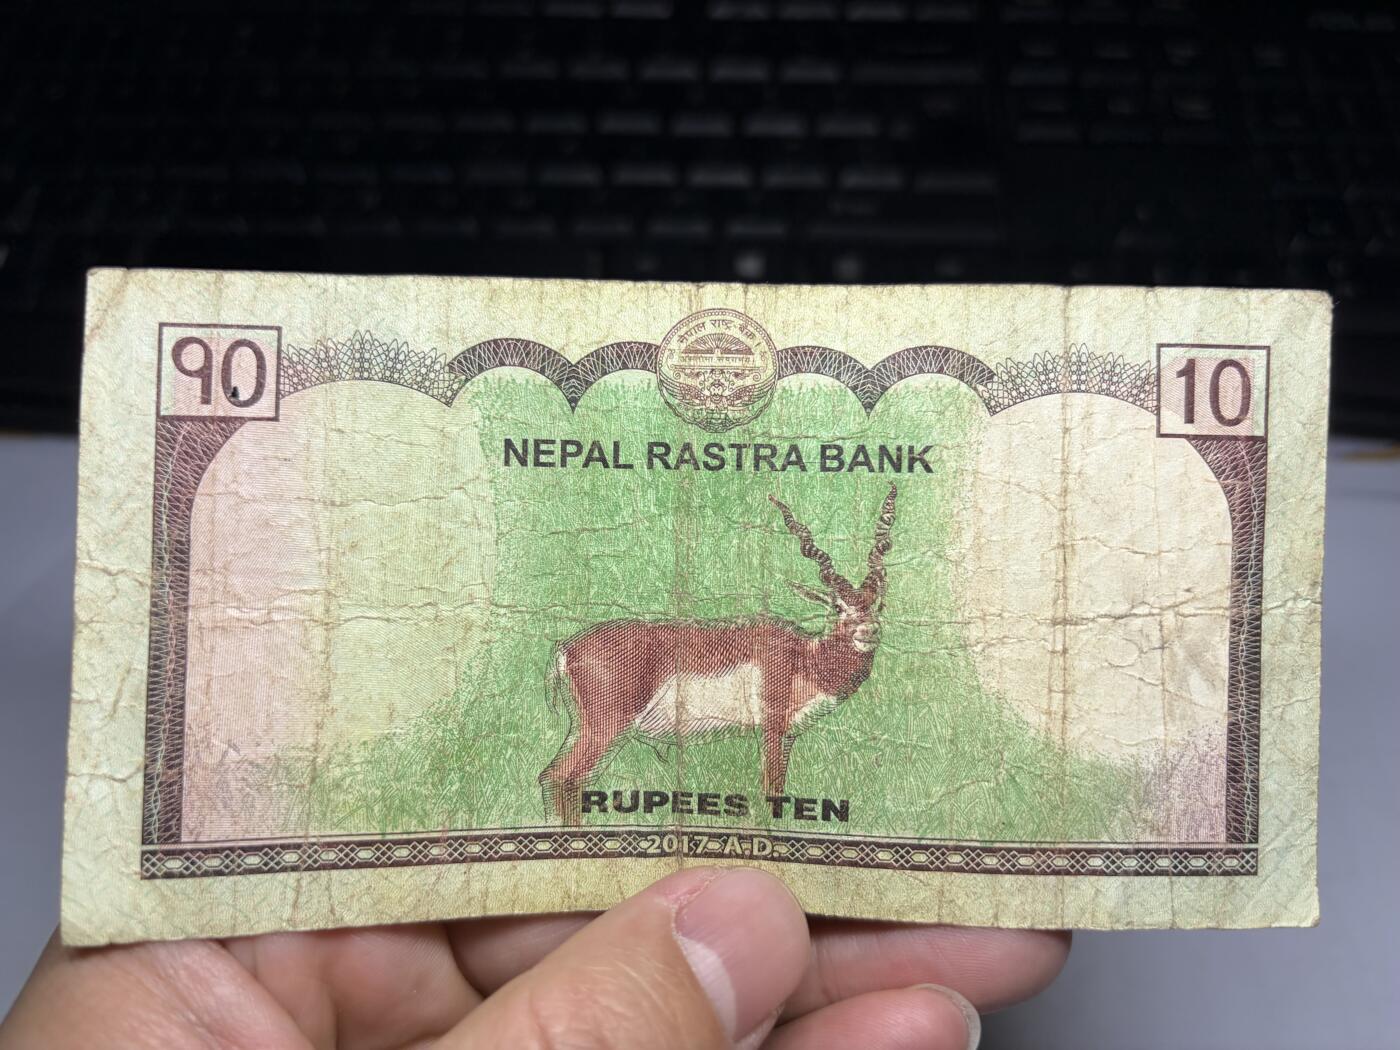 नेपाल राष्ट्र बैंक
१० 10
NEPAL RASTRA BANK
RUPEES TEN
2017 A.D.